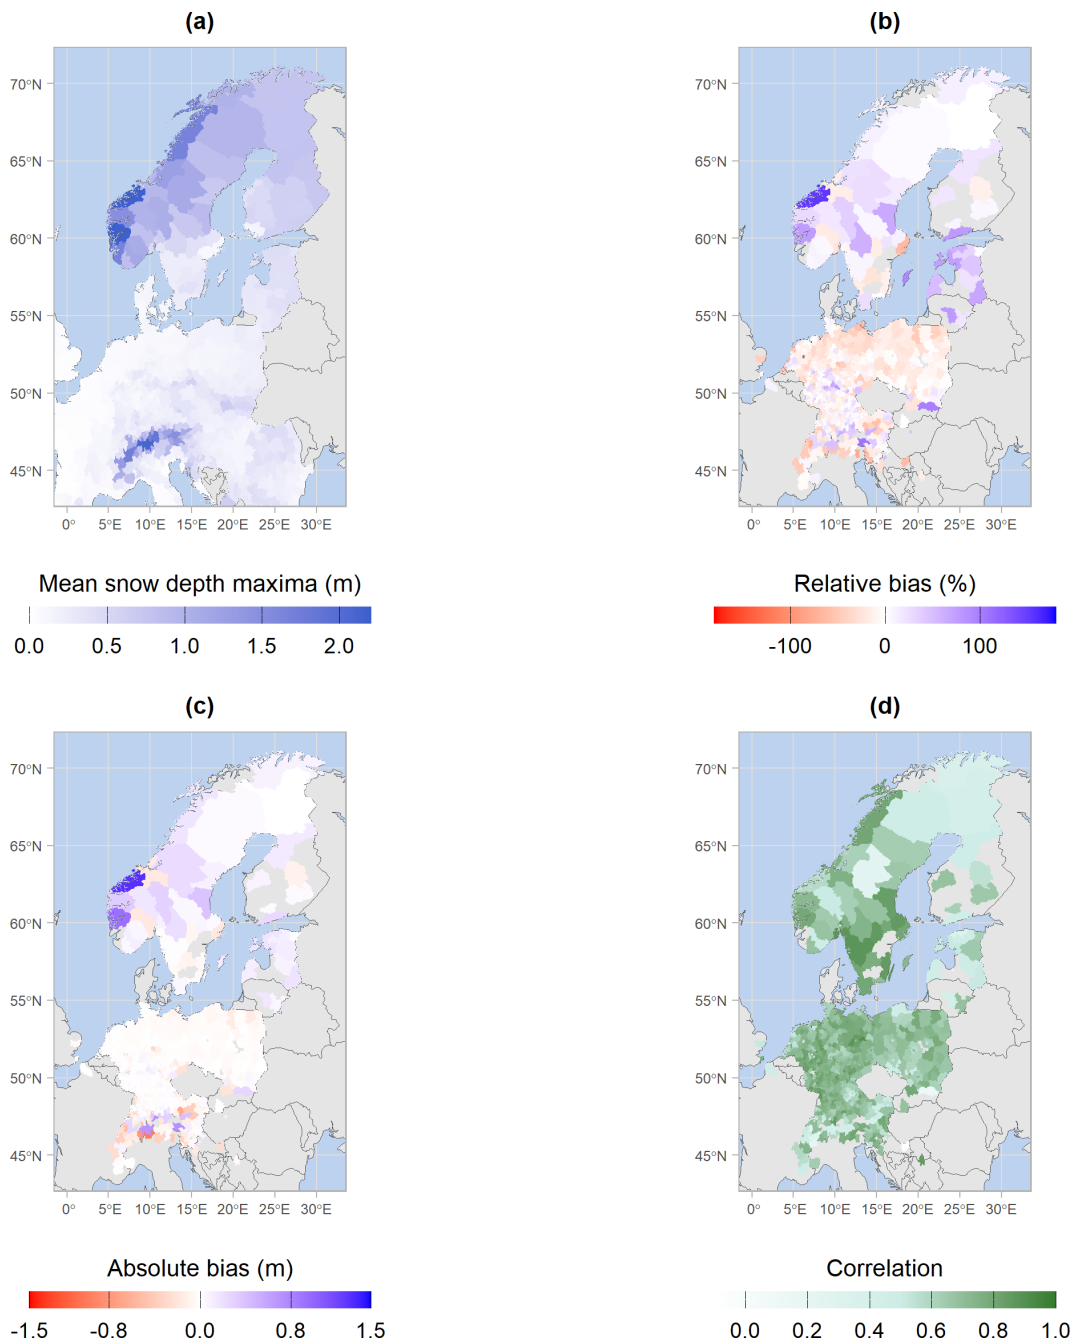 (a)
70°N
65°N
60°N
55°N
50°N
45°N
0° 5°E 10°E 15°E 20°E 25°E 30°E
Mean snow depth maxima (m)
0.0 0.5 1.0 1.5 2.0
(b)
70°N
65°N
60°N
55°N
50°N
45°N
0° 5°E 10°E 15°E 20°E 25°E 30°E
Relative bias (%)
-100 0 100
(c)
70°N
65°N
60°N
55°N
50°N
45°N
0° 5°E 10°E 15°E 20°E 25°E 30°E
Absolute bias (m)
-1.5 -0.8 0.0 0.8 1.5
(d)
70°N
65°N
60°N
55°N
50°N
45°N
0° 5°E 10°E 15°E 20°E 25°E 30°E
Correlation
0.0 0.2 0.4 0.6 0.8 1.0